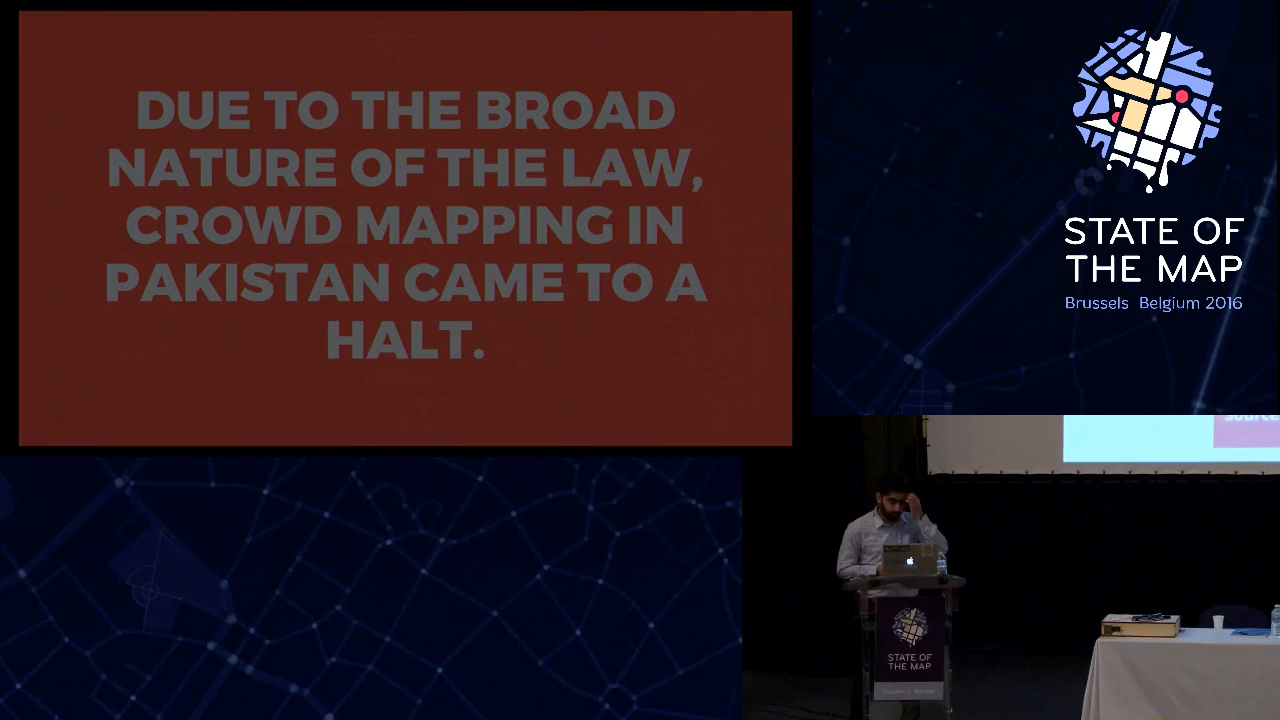 DUE TO THE BROAD
NATURE OF THE LAW,
CROWD MAPPING IN
PAKISTAN CAME TO A
HALT.
STATE OF
THE MAP
Brussels Belgium 2016
STATE OF
THE MAP